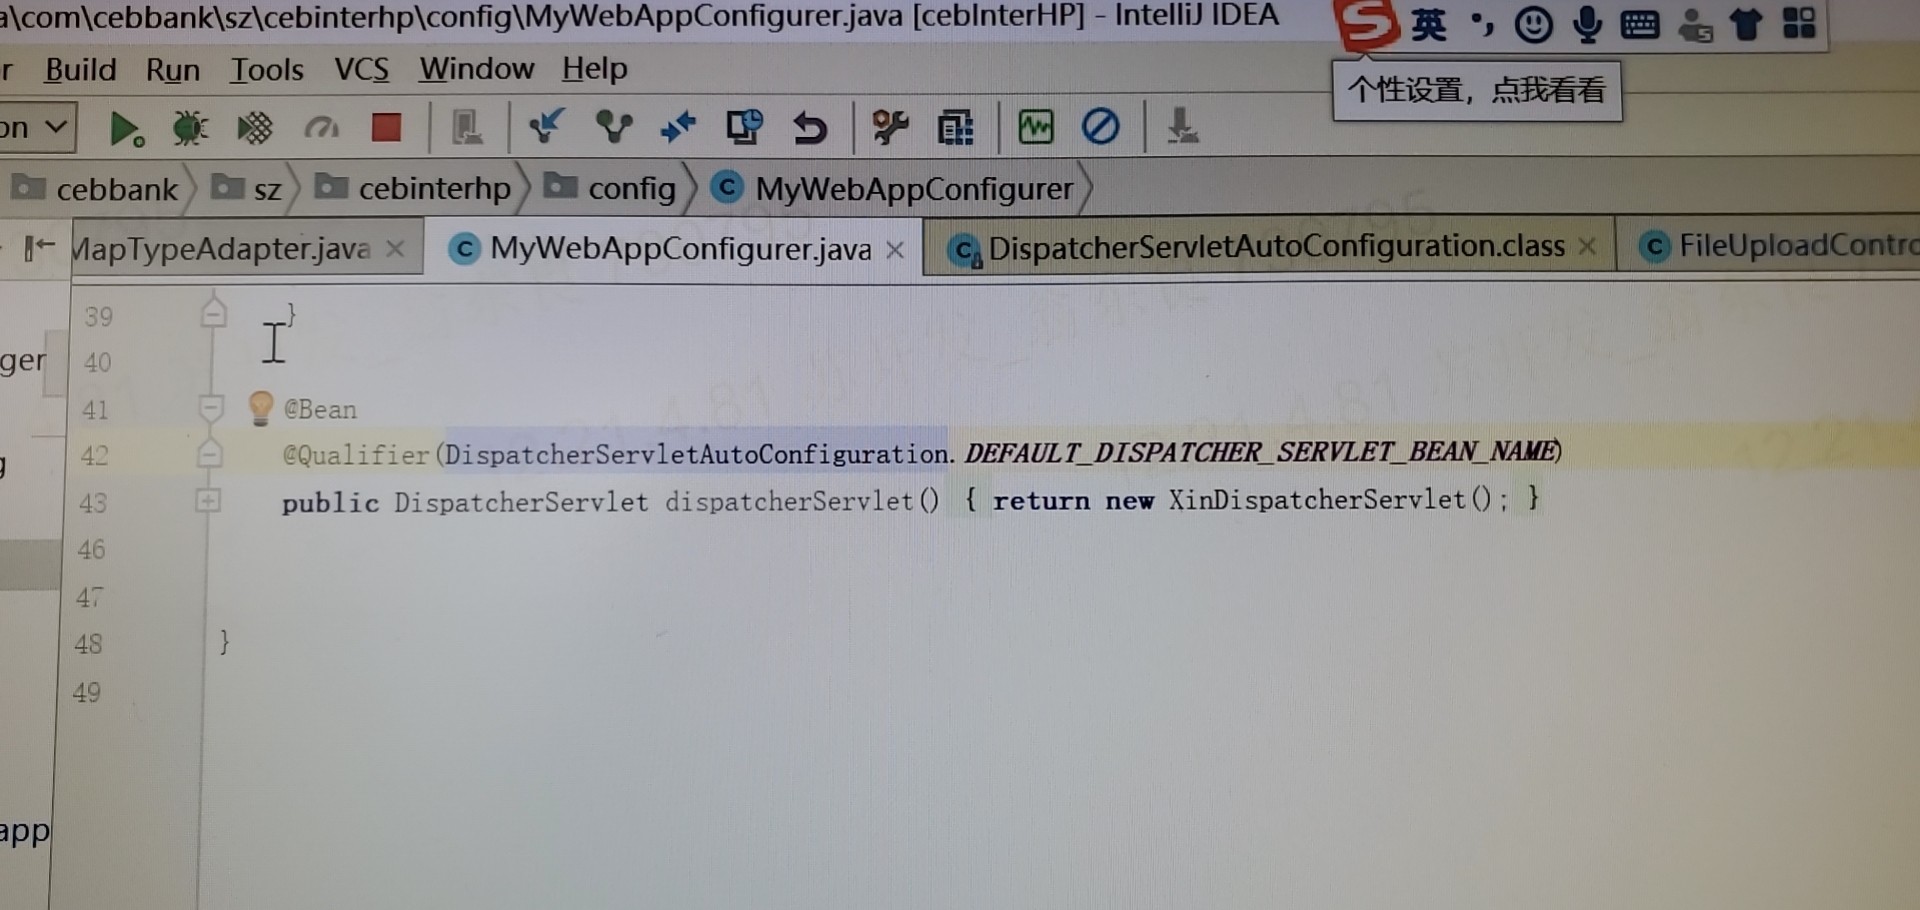 a\com\cebbank\sz\cebinterhp\config\MyWebAppConfigurer.java [cebInterHP] - IntelliJ IDEA
英
r Build Run Tools VCS Window Help
个性设置，点我看看
on
cebbank sz cebinterhp config MyWebAppConfigurer
MapTypeAdapter.java MyWebAppConfigurer.java DispatcherServletAutoConfiguration.class FileUploadContro
39 }
ger 40
41 @Bean
g 42 @Qualifier(DispatcherServletAutoConfiguration.DEFAULT_DISPATCHER_SERVLET_BEAN_NAME)
43 public DispatcherServlet dispatcherServlet() { return new XinDispatcherServlet(); }
46
47
48 }
49
app